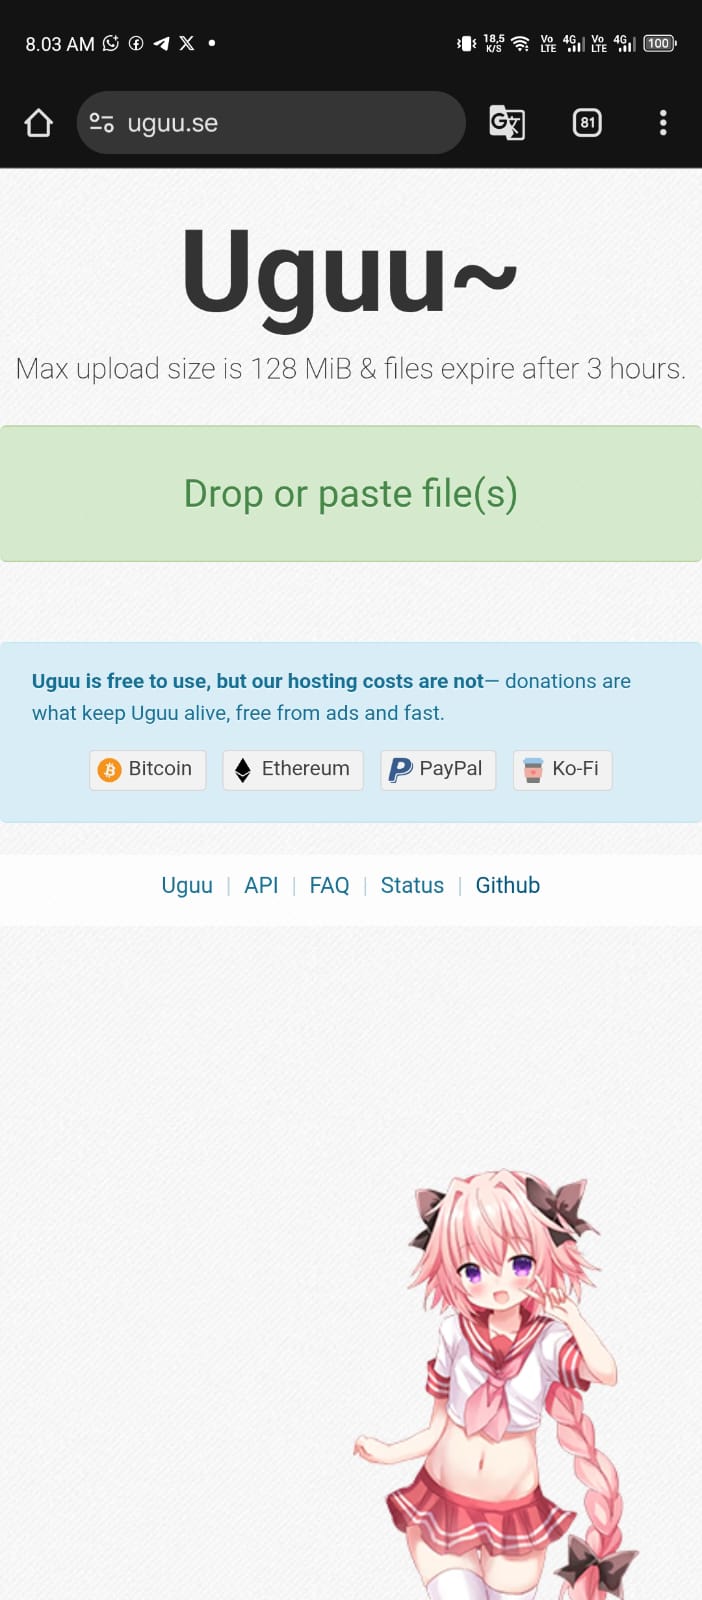 8.03 AM
18,5 K/S
Vo LTE 4G Vo LTE 4G 100
uguu.se
81
Uguu~
Max upload size is 128 MiB & files expire after 3 hours.
Drop or paste file(s)
Uguu is free to use, but our hosting costs are not— donations are
what keep Uguu alive, free from ads and fast.
Bitcoin Ethereum PayPal Ko-Fi
Uguu | API | FAQ | Status | Github